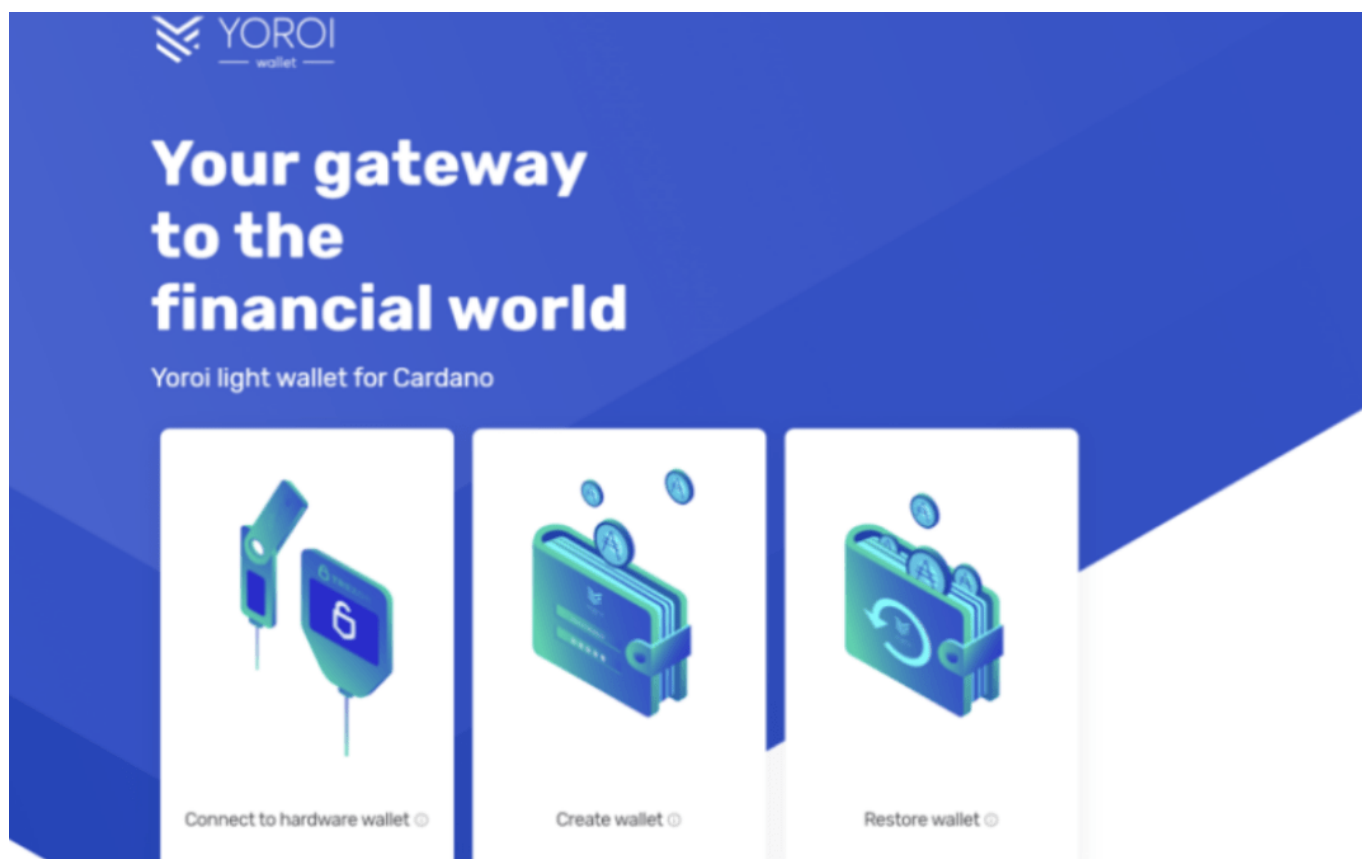 YOROI
wallet
Your gateway
to the
financial world
Yoroi light wallet for Cardano
Connect to hardware wallet
Create wallet
Restore wallet